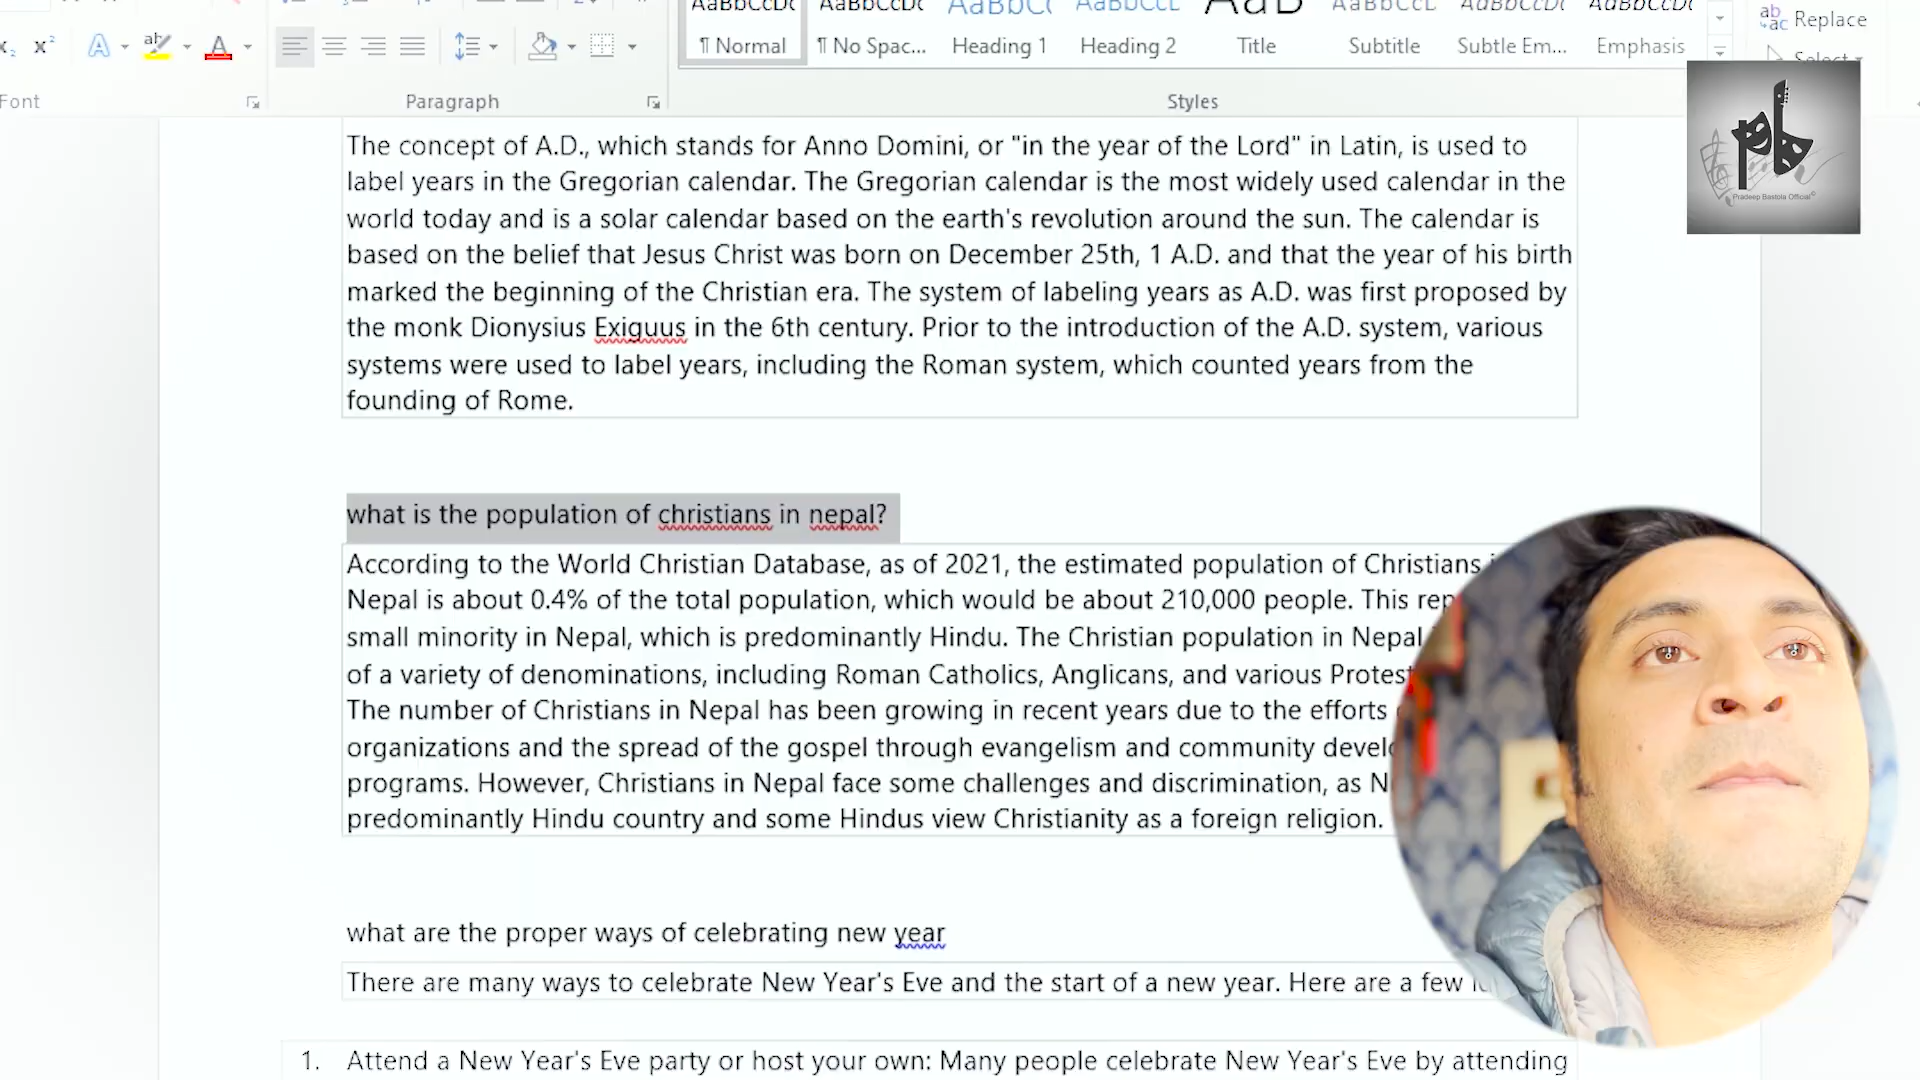 Replace
Normal
No Spac...
Heading 1
Heading 2
Title
Subtitle
Subtle Em...
Emphasis
Font
Paragraph
Styles
Pradeep Bastola Official
The concept of A.D., which stands for Anno Domini, or "in the year of the Lord" in Latin, is used to
label years in the Gregorian calendar. The Gregorian calendar is the most widely used calendar in the
world today and is a solar calendar based on the earth's revolution around the sun. The calendar is
based on the belief that Jesus Christ was born on December 25th, 1 A.D. and that the year of his birth
marked the beginning of the Christian era. The system of labeling years as A.D. was first proposed by
the monk Dionysius Exiguus in the 6th century. Prior to the introduction of the A.D. system, various
systems were used to label years, including the Roman system, which counted years from the
founding of Rome.
what is the population of christians in nepal?
According to the World Christian Database, as of 2021, the estimated population of Christians
Nepal is about 0.4% of the total population, which would be about 210,000 people. This
small minority in Nepal, which is predominantly Hindu. The Christian population in Nepal
of a variety of denominations, including Roman Catholics, Anglicans, and various
The number of Christians in Nepal has been growing in recent years due to the efforts
organizations and the spread of the gospel through evangelism and community
programs. However, Christians in Nepal face some challenges and discrimination, as
predominantly Hindu country and some Hindus view Christianity as a foreign religion.
what are the proper ways of celebrating new year
There are many ways to celebrate New Year's Eve and the start of a new year. Here are a few
1. Attend a New Year's Eve party or host your own: Many people celebrate New Year's Eve by attending